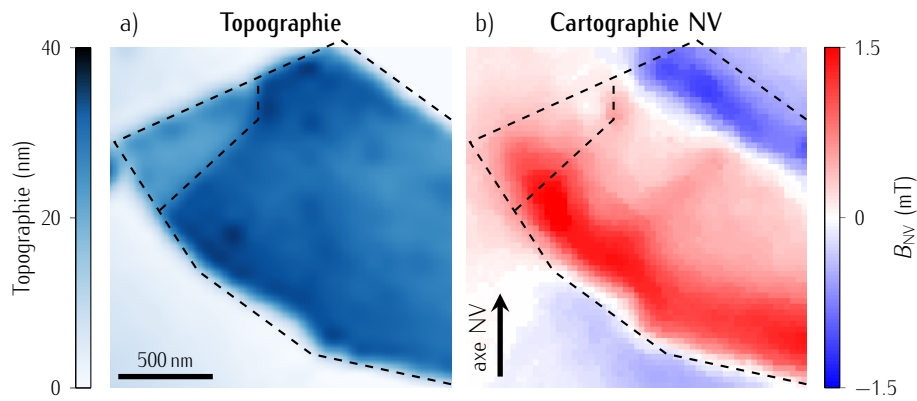 a) Topographie
b) Cartographie NV
Topographie (nm)
40
20
0
500 nm
axe NV
1.5
0
−1.5
B_NV (mT)